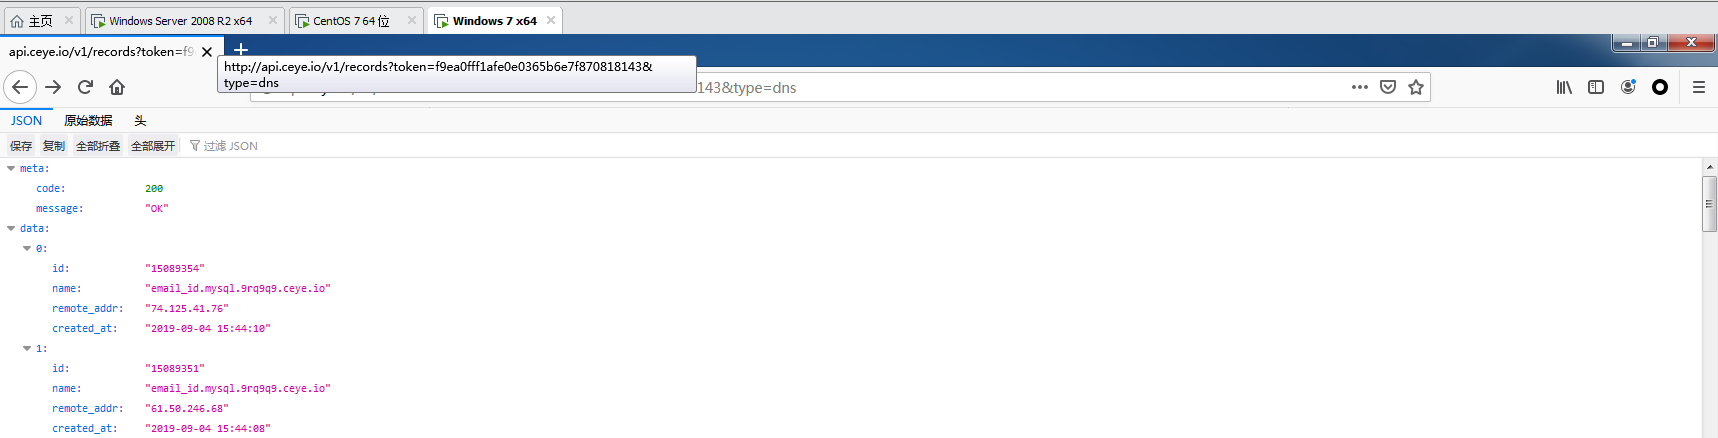 主页
Windows Server 2008 R2 x64
CentOS 7 64 位
Windows 7 x64
api.ceye.io/v1/records?token=f9
http://api.ceye.io/v1/records?token=f9ea0fff1afe0e0365b6e7f870818143&
type=dns
143&type=dns
JSON 原始数据 头
保存 复制 全部折叠 全部展开 过滤 JSON
meta:
code: 200
message: "OK"
data:
0:
id: "15089354"
name: "email_id.mysql.9rq9q9.ceye.io"
remote_addr: "74.125.41.76"
created_at: "2019-09-04 15:44:10"
1:
id: "15089351"
name: "email_id.mysql.9rq9q9.ceye.io"
remote_addr: "61.50.246.68"
created_at: "2019-09-04 15:44:08"